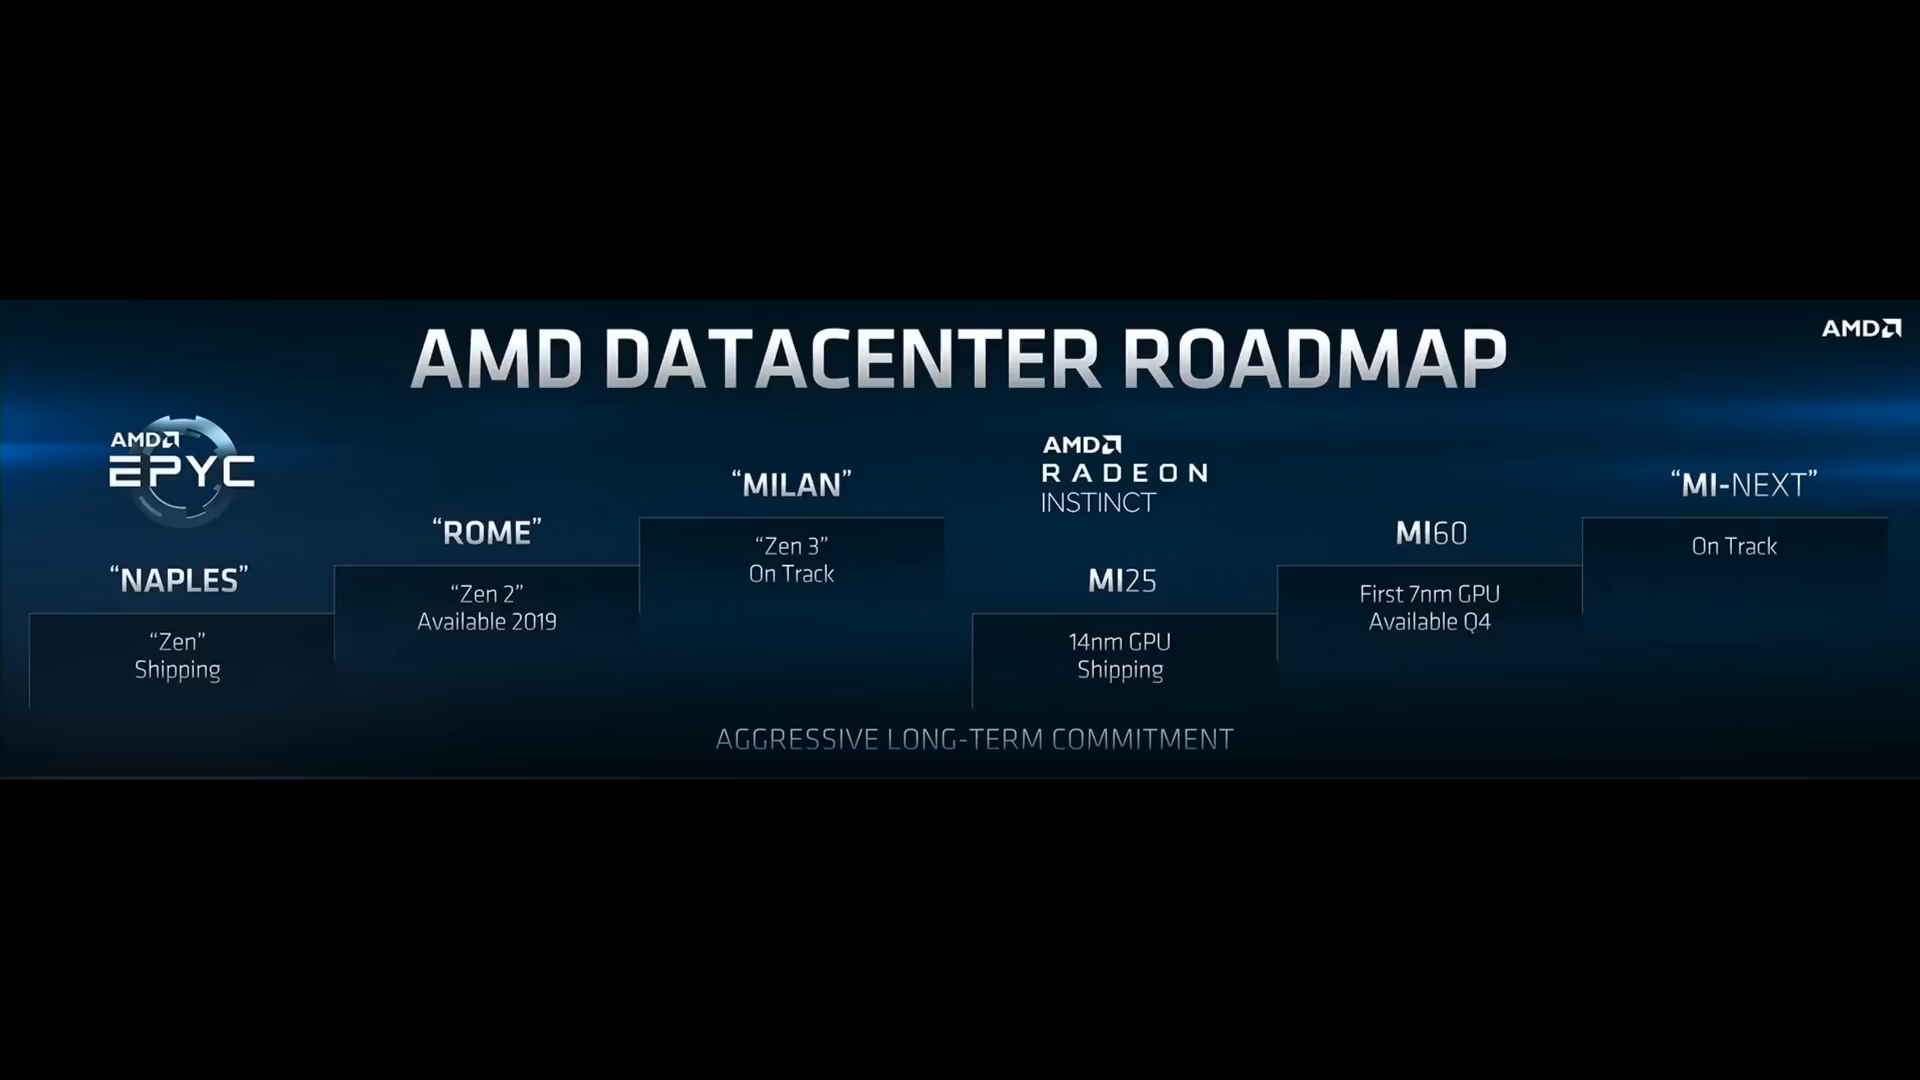 AMD DATACENTER ROADMAP
AMD
AMD
EPYC
“NAPLES”
“Zen”
Shipping
“ROME”
“Zen 2”
Available 2019
“MILAN”
“Zen 3”
On Track
AMD
RADEON
INSTINCT
MI25
14nm GPU
Shipping
MI60
First 7nm GPU
Available Q4
“MI-NEXT”
On Track
AGGRESSIVE LONG-TERM COMMITMENT